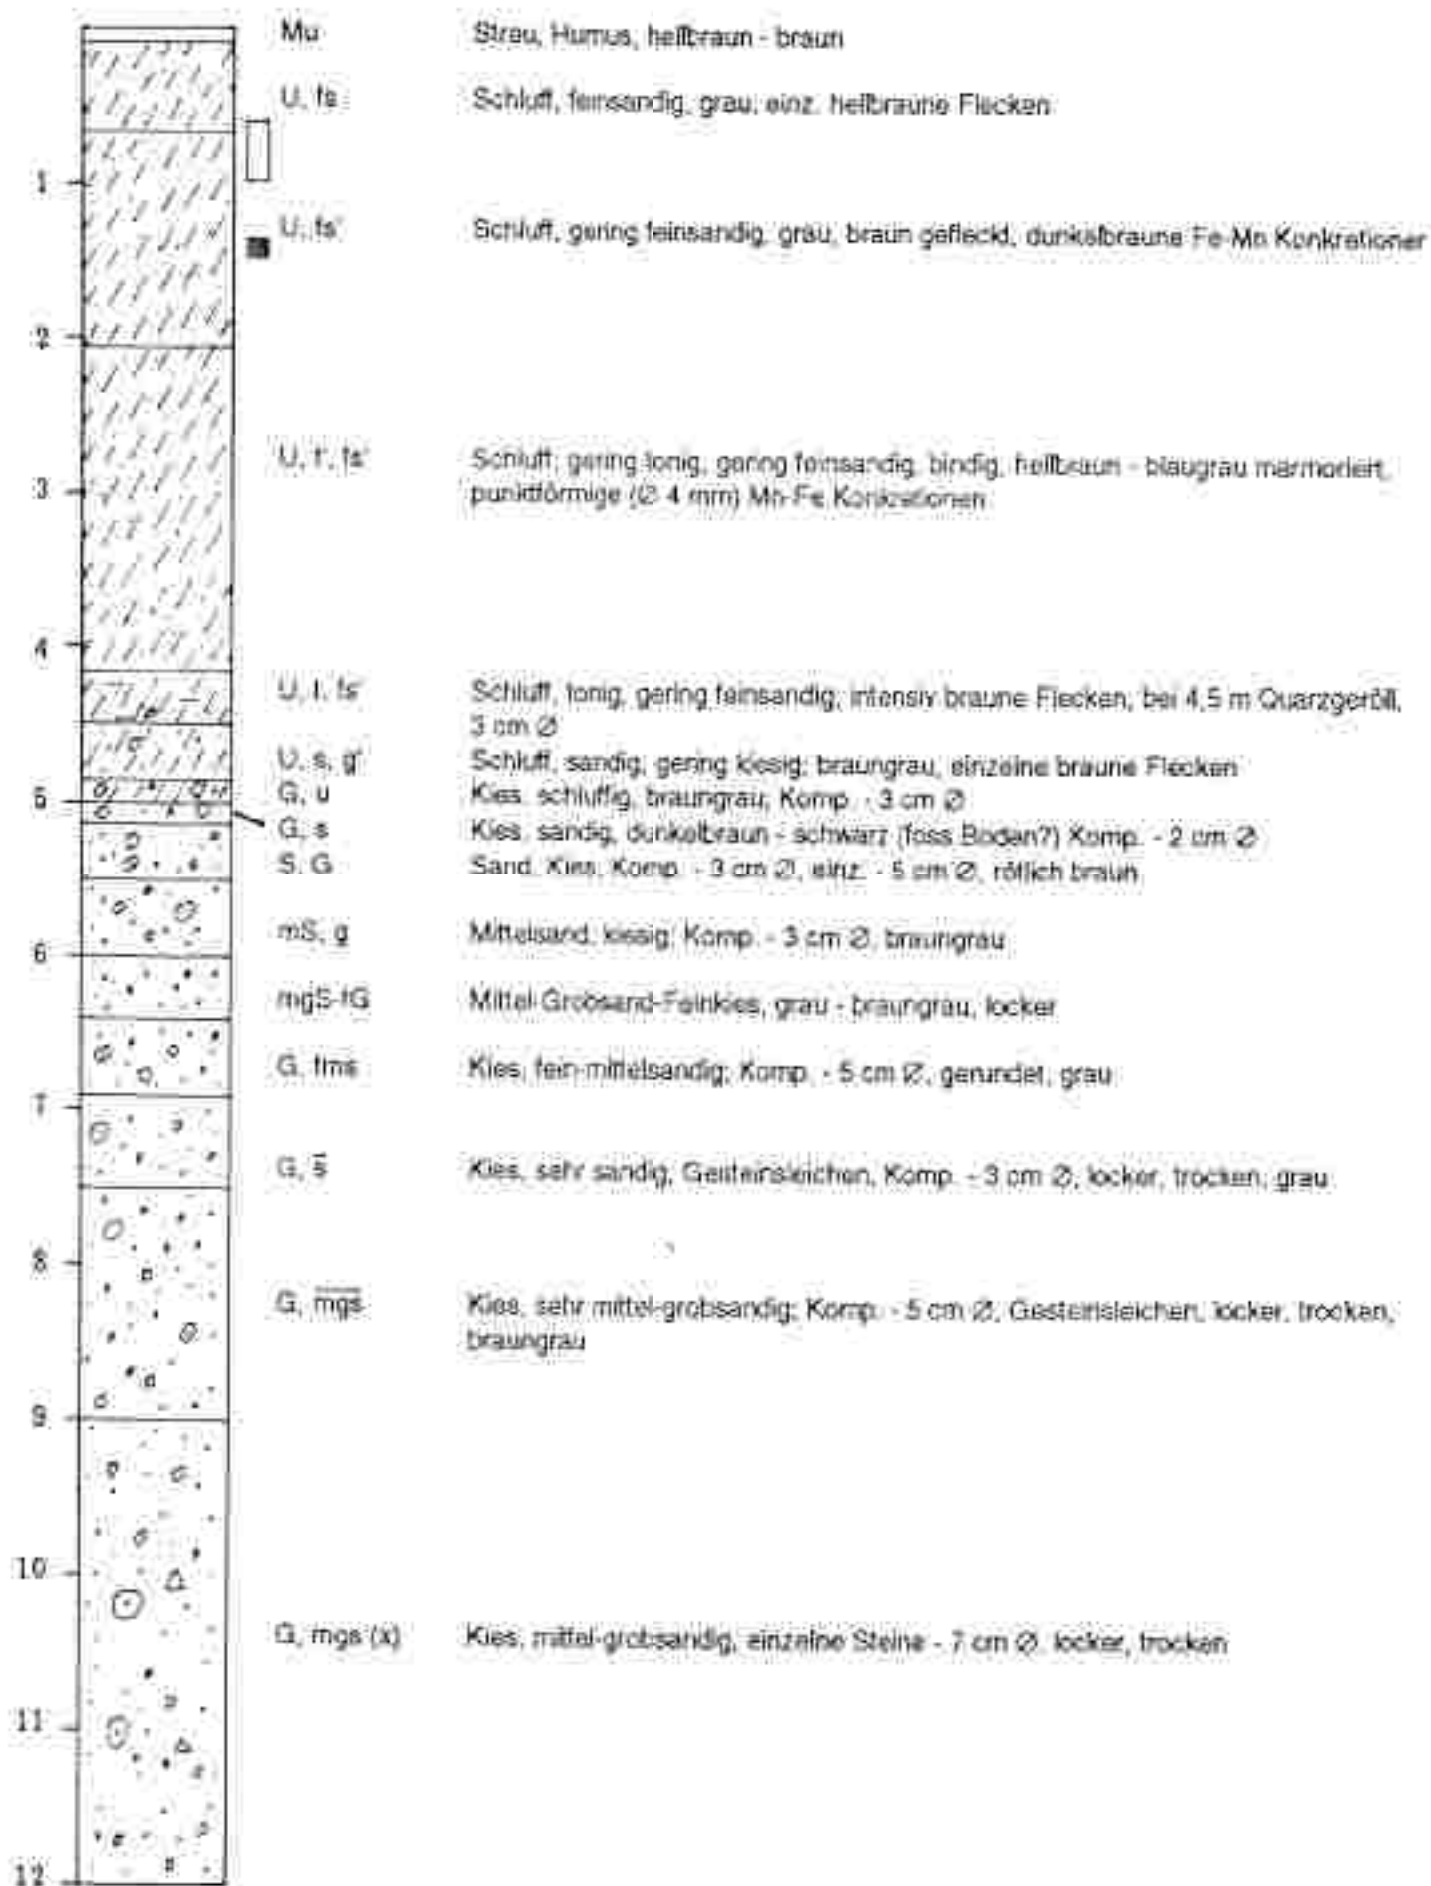 Mu Streu, Humus, hellbraun - braun
U, fs Schluff, feinsandig, grau, einz. hellbraune Flecken
1
U, fs' Schluff, gering feinsandig, grau, braun gefleckt, dunkelbraune Fe-Mn Konkretionen
2
U, t', fs' Schluff, gering tonig, gering feinsandig, bindig, hellbraun - blaugrau marmoriert,
punktförmige (∅ 4 mm) Mn-Fe Konkretionen
3
4
U, t, fs' Schluff, tonig, gering feinsandig, intensiv braune Flecken, bei 4,5 m Quarzgeröll,
3 cm ∅
U, s, g' Schluff, sandig, gering kiesig, braungrau, einzelne braune Flecken
5 G, u Kies, schluffig, braungrau, Komp. - 3 cm ∅
G, s Kies, sandig, dunkelbraun - schwarz (foss Boden?) Komp. - 2 cm ∅
S, G Sand, Kies, Komp. - 3 cm ∅, einz. - 5 cm ∅, rötlich braun
mS, g Mittelsand, kiesig, Komp. - 3 cm ∅, braungrau
6
mgS-fG Mittel-Grobsand-Feinkies, grau - braungrau, locker
G, fms Kies, fein-mittelsandig, Komp. - 5 cm ∅, gerundet, grau
7
G, s̅ Kies, sehr sandig, Gesteinsleichen, Komp. - 3 cm ∅, locker, trocken, grau
8
G, m̅g̅s̅ Kies, sehr mittel-grobsandig, Komp. - 5 cm ∅, Gesteinsleichen, locker, trocken,
braungrau
9
10
G, mgs (x) Kies, mittel-grobsandig, einzelne Steine - 7 cm ∅, locker, trocken
11
12